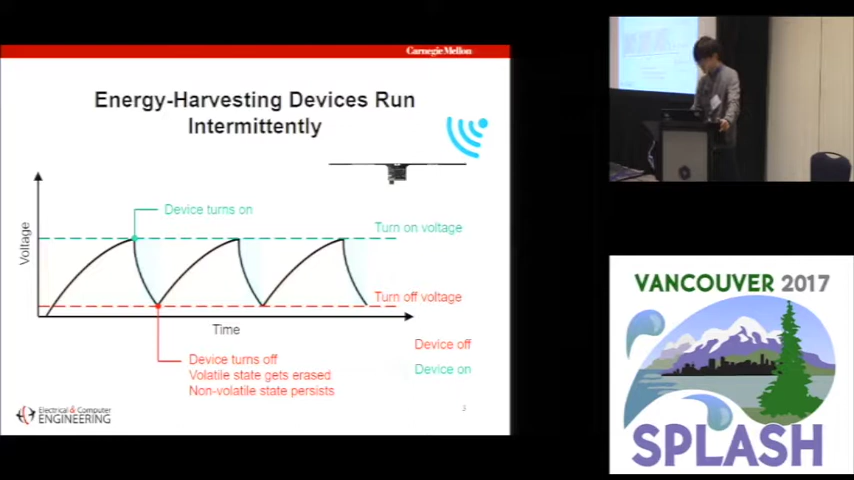 Carnegie Mellon
Energy-Harvesting Devices Run
Intermittently
Device turns on
Turn on voltage
Voltage
Turn off voltage
Time
Device turns off
Volatile state gets erased
Non-volatile state persists
Device off
Device on
Electrical & Computer
ENGINEERING
3
VANCOUVER 2017
SPLASH